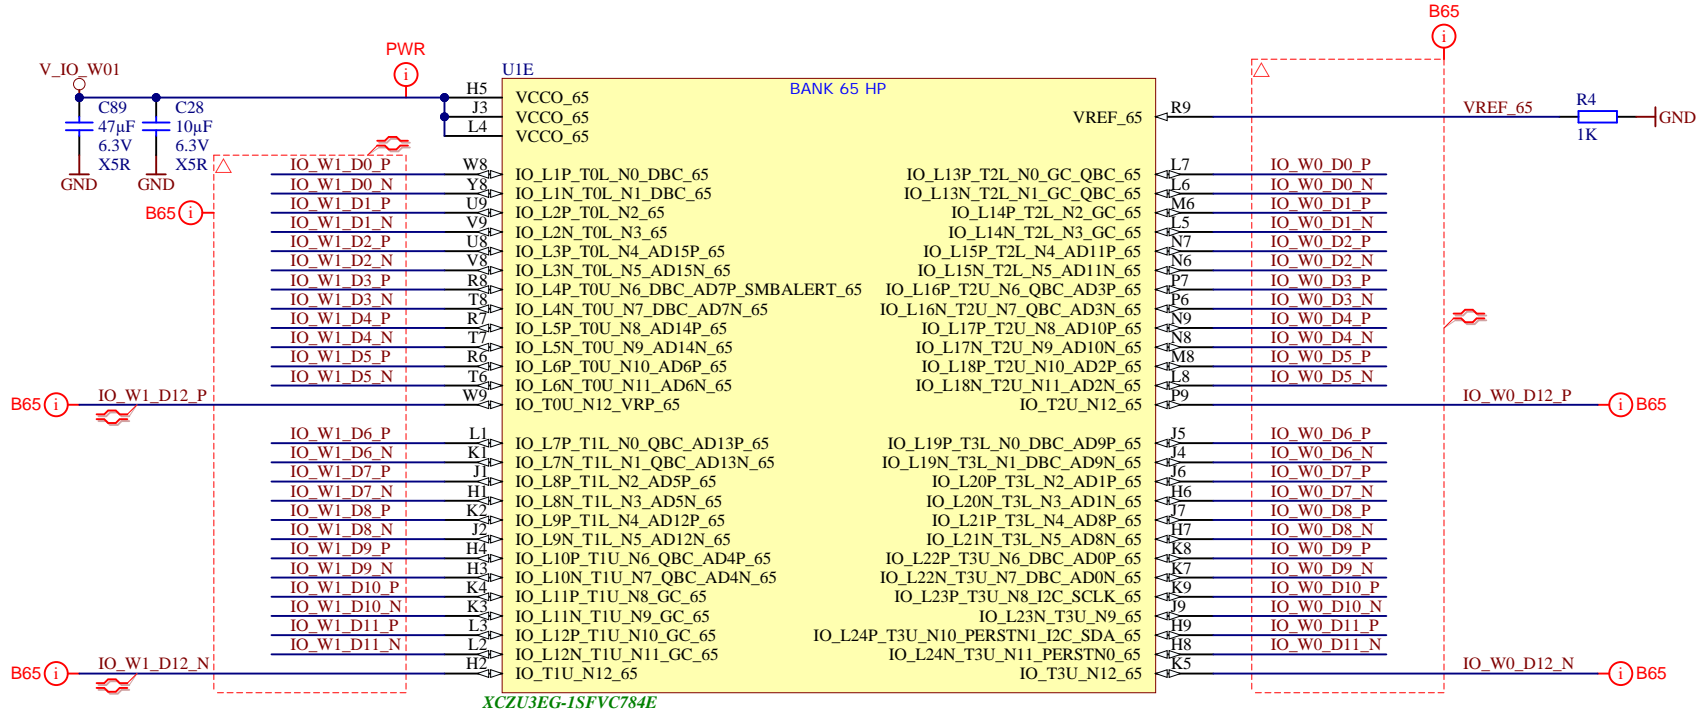 B65
i
PWR
i
V_IO_W01
U1E
BANK 65 HP
C89
47µF
6.3V
X5R
GND
C28
10µF
6.3V
X5R
GND
H5 VCCO_65
J3 VCCO_65
L4 VCCO_65
VREF_65 R9 VREF_65 R4 GND
1K
IO_W1_D0_P W8 IO_L1P_T0L_N0_DBC_65 IO_L13P_T2L_N0_GC_QBC_65 L7 IO_W0_D0_P
IO_W1_D0_N Y8 IO_L1N_T0L_N1_DBC_65 IO_L13N_T2L_N1_GC_QBC_65 L6 IO_W0_D0_N
B65 i
IO_W1_D1_P U9 IO_L2P_T0L_N2_65 IO_L14P_T2L_N2_GC_65 M6 IO_W0_D1_P
IO_W1_D1_N V9 IO_L2N_T0L_N3_65 IO_L14N_T2L_N3_GC_65 L5 IO_W0_D1_N
IO_W1_D2_P U8 IO_L3P_T0L_N4_AD15P_65 IO_L15P_T2L_N4_AD11P_65 N7 IO_W0_D2_P
IO_W1_D2_N V8 IO_L3N_T0L_N5_AD15N_65 IO_L15N_T2L_N5_AD11N_65 N6 IO_W0_D2_N
IO_W1_D3_P R8 IO_L4P_T0U_N6_DBC_AD7P_SMBALERT_65 IO_L16P_T2U_N6_QBC_AD3P_65 P7 IO_W0_D3_P
IO_W1_D3_N T8 IO_L4N_T0U_N7_DBC_AD7N_65 IO_L16N_T2U_N7_QBC_AD3N_65 P6 IO_W0_D3_N
IO_W1_D4_P R7 IO_L5P_T0U_N8_AD14P_65 IO_L17P_T2U_N8_AD10P_65 N9 IO_W0_D4_P
IO_W1_D4_N T7 IO_L5N_T0U_N9_AD14N_65 IO_L17N_T2U_N9_AD10N_65 N8 IO_W0_D4_N
IO_W1_D5_P R6 IO_L6P_T0U_N10_AD6P_65 IO_L18P_T2U_N10_AD2P_65 M8 IO_W0_D5_P
IO_W1_D5_N T6 IO_L6N_T0U_N11_AD6N_65 IO_L18N_T2U_N11_AD2N_65 L8 IO_W0_D5_N
B65 i IO_W1_D12_P W9 IO_T0U_N12_VRP_65 IO_T2U_N12_65 P9 IO_W0_D12_P i B65
IO_W1_D6_P L1 IO_L7P_T1L_N0_QBC_AD13P_65 IO_L19P_T3L_N0_DBC_AD9P_65 J5 IO_W0_D6_P
IO_W1_D6_N K1 IO_L7N_T1L_N1_QBC_AD13N_65 IO_L19N_T3L_N1_DBC_AD9N_65 J4 IO_W0_D6_N
IO_W1_D7_P J1 IO_L8P_T1L_N2_AD5P_65 IO_L20P_T3L_N2_AD1P_65 J6 IO_W0_D7_P
IO_W1_D7_N H1 IO_L8N_T1L_N3_AD5N_65 IO_L20N_T3L_N3_AD1N_65 H6 IO_W0_D7_N
IO_W1_D8_P K2 IO_L9P_T1L_N4_AD12P_65 IO_L21P_T3L_N4_AD8P_65 J7 IO_W0_D8_P
IO_W1_D8_N J2 IO_L9N_T1L_N5_AD12N_65 IO_L21N_T3L_N5_AD8N_65 H7 IO_W0_D8_N
IO_W1_D9_P H4 IO_L10P_T1U_N6_QBC_AD4P_65 IO_L22P_T3U_N6_DBC_AD0P_65 K8 IO_W0_D9_P
IO_W1_D9_N H3 IO_L10N_T1U_N7_QBC_AD4N_65 IO_L22N_T3U_N7_DBC_AD0N_65 K7 IO_W0_D9_N
IO_W1_D10_P K4 IO_L11P_T1U_N8_GC_65 IO_L23P_T3U_N8_I2C_SCLK_65 K9 IO_W0_D10_P
IO_W1_D10_N K3 IO_L11N_T1U_N9_GC_65 IO_L23N_T3U_N9_65 J9 IO_W0_D10_N
IO_W1_D11_P L3 IO_L12P_T1U_N10_GC_65 IO_L24P_T3U_N10_PERSTN1_I2C_SDA_65 H9 IO_W0_D11_P
IO_W1_D11_N L2 IO_L12N_T1U_N11_GC_65 IO_L24N_T3U_N11_PERSTN0_65 H8 IO_W0_D11_N
B65 i IO_W1_D12_N H2 IO_T1U_N12_65 IO_T3U_N12_65 K5 IO_W0_D12_N i B65
XCZU3EG-1SFVC784E